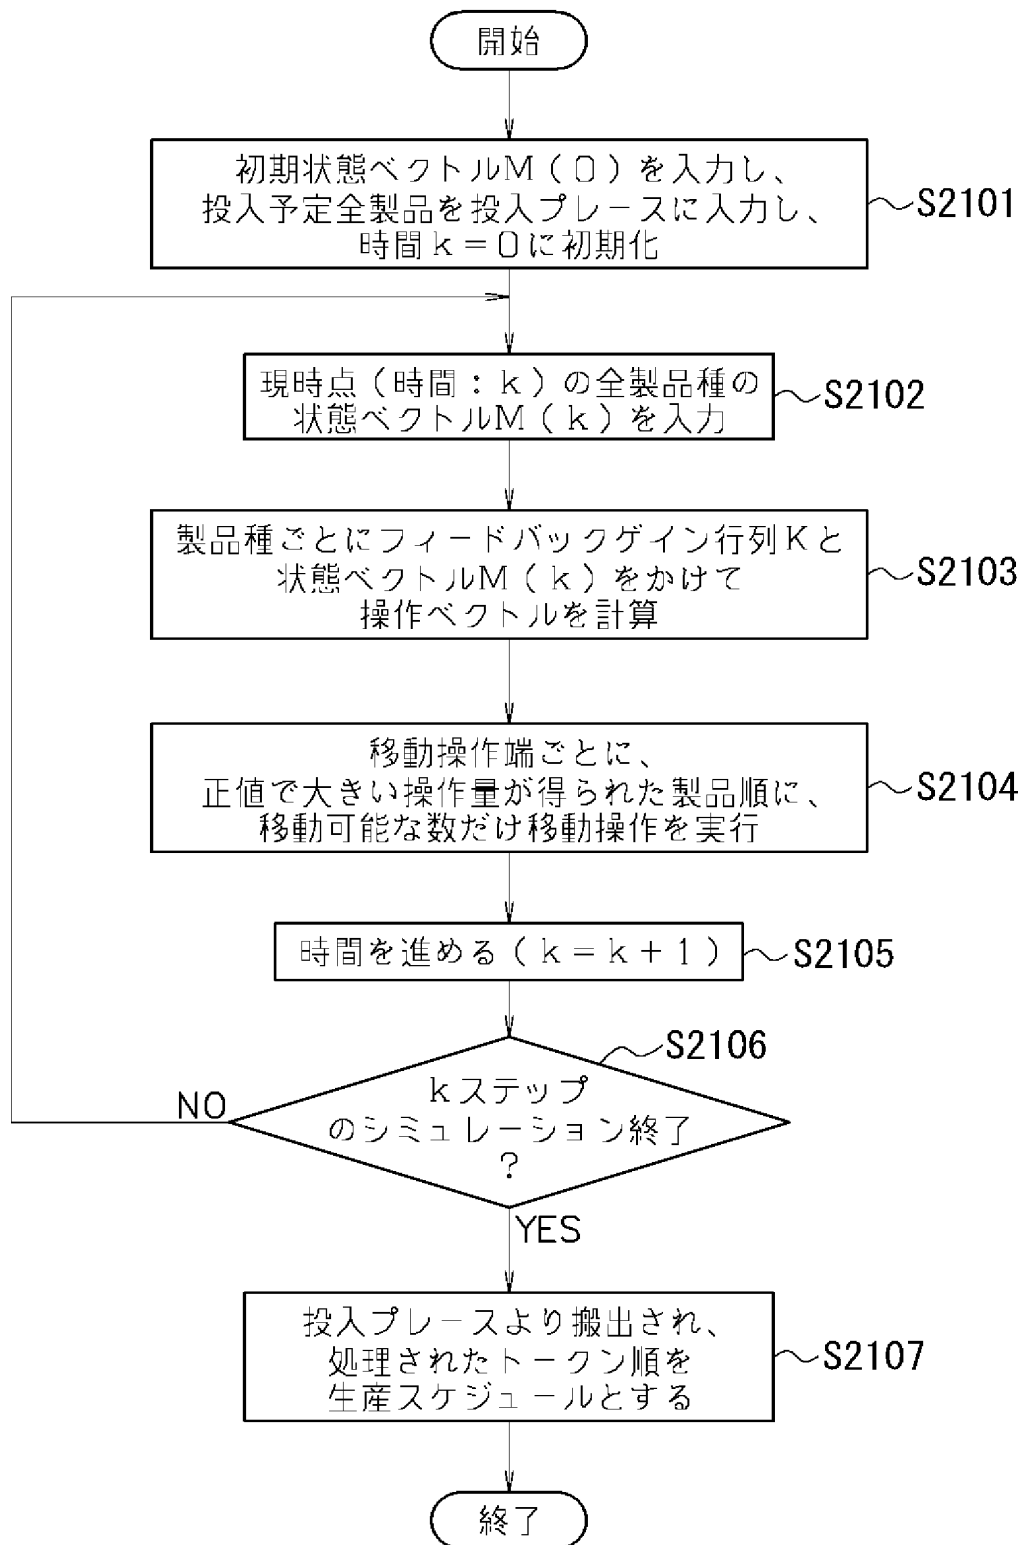 開始
初期状態ベクトルM（0）を入力し、
投入予定全製品を投入プレースに入力し、
時間k＝0に初期化
S2101
現時点（時間：k）の全製品種の
状態ベクトルM（k）を入力
S2102
製品種ごとにフィードバックゲイン行列Kと
状態ベクトルM（k）をかけて
操作ベクトルを計算
S2103
移動操作端ごとに、
正値で大きい操作量が得られた製品順に、
移動可能な数だけ移動操作を実行
S2104
時間を進める（k＝k＋1）
S2105
S2106
kステップ
のシミュレーション終了
？
NO
YES
投入プレースより搬出され、
処理されたトークン順を
生産スケジュールとする
S2107
終了